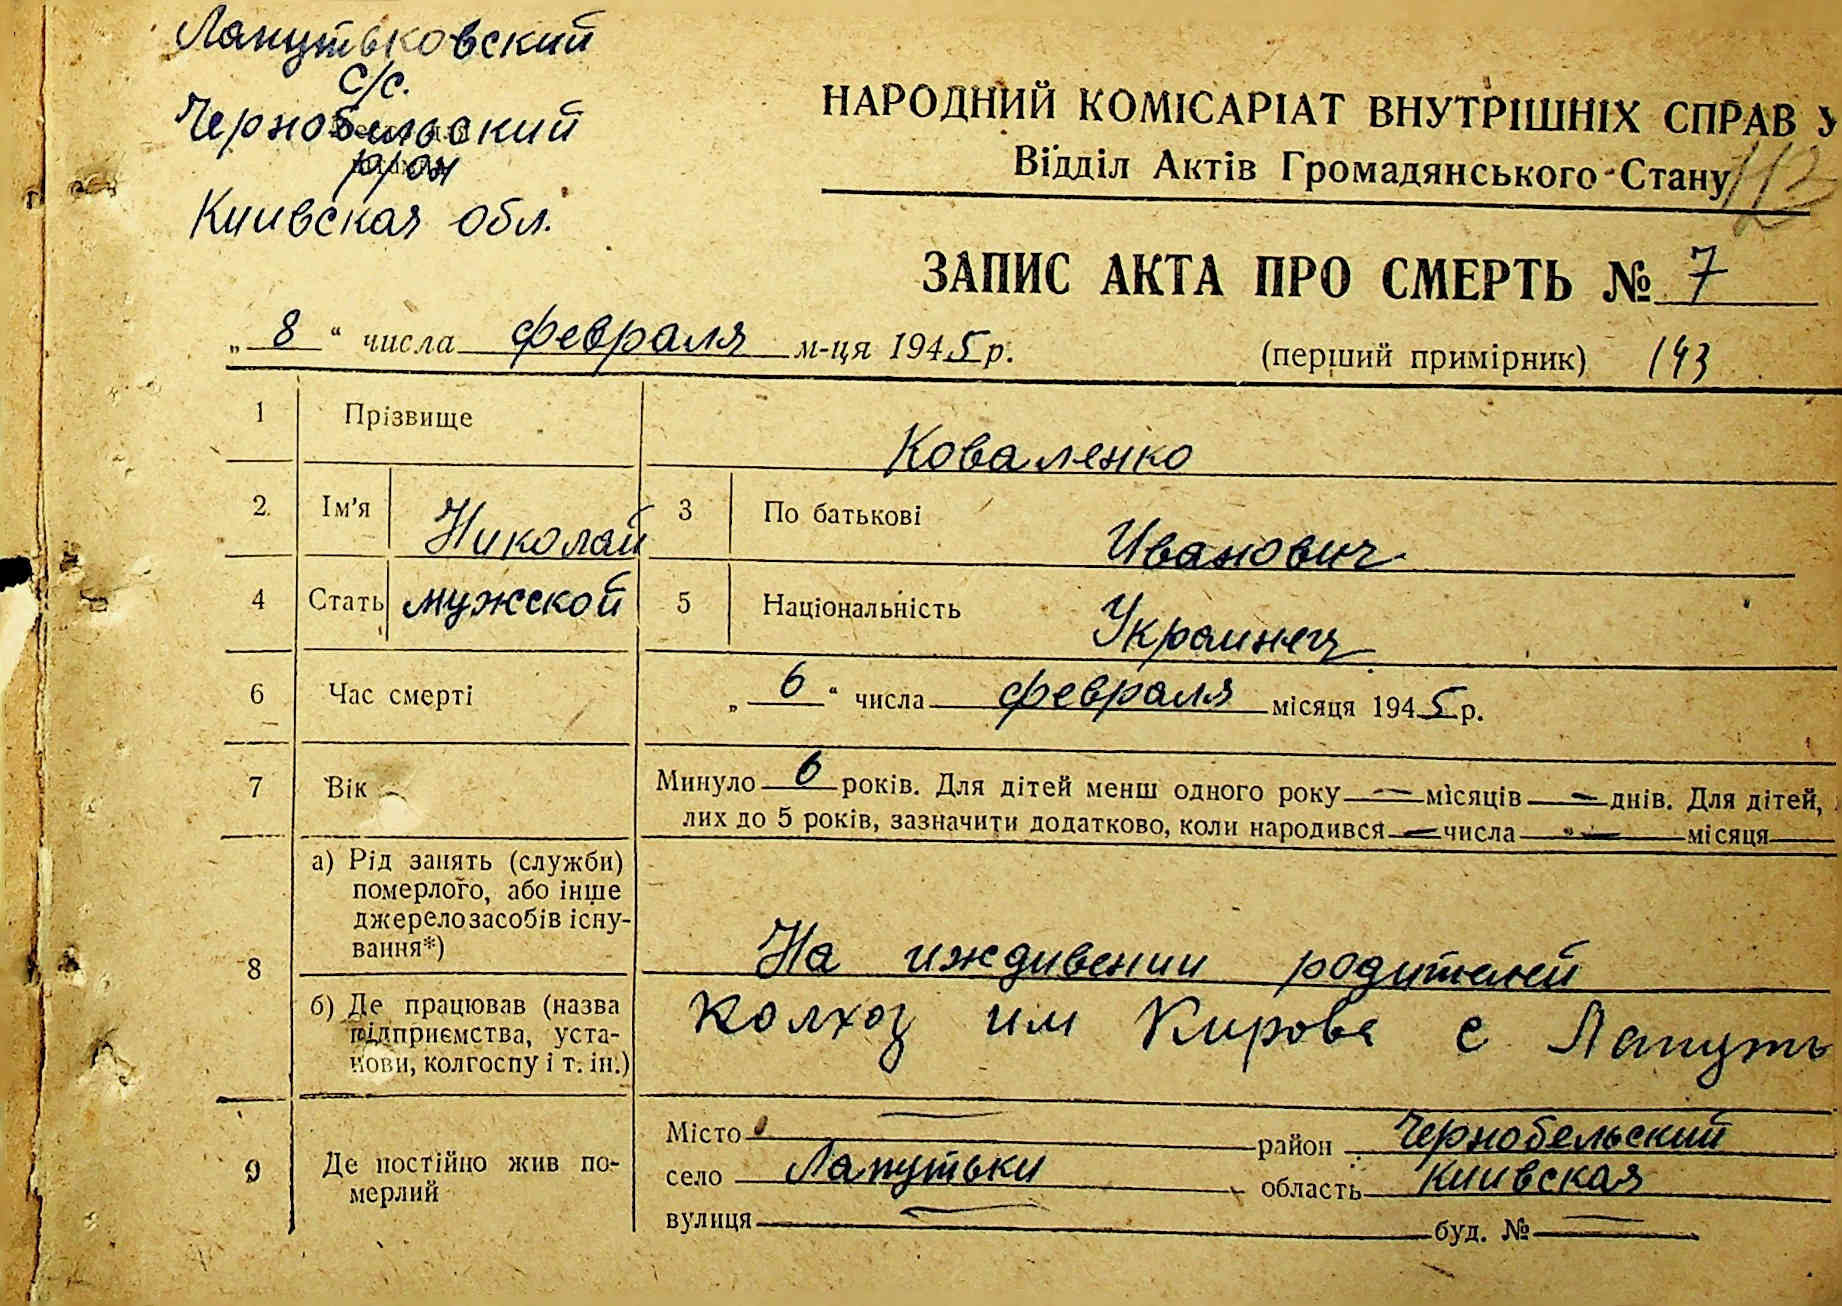 Лапутьковский
с/с.
Чернобильский
р/он
Киивская обл.
НАРОДНИЙ КОМІСАРІАТ ВНУТРІШНІХ СПРАВ У
Відділ Актів Громадянського Стану
ЗАПИС АКТА ПРО СМЕРТЬ № 7
„ 8 “ числа февраля м-ця 1945 р. (перший примірник) 143
1 Прізвище Коваленко
2 Ім'я Николай 3 По батькові Иванович
4 Стать мужской 5 Національність Украинец
6 Час смерті „ 6 “ числа февраля місяця 1945 р.
7 Вік Минуло 6 років. Для дітей менш одного року — місяців — днів. Для дітей,
лих до 5 років, зазначити додатково, коли народився — числа — місяця
8 а) Рід занять (служби)
померлого, або інше
джерело засобів існу-
вання*) На иждивении родителей
б) Де працював (назва
підприємства, уста-
нови, колгоспу і т. ін.) Колхоз им Кирова с Лапуть
9 Де постійно жив по-
мерлий
Місто — район Чернобельский
село Лапутьки область Киивская
вулиця — буд. № —